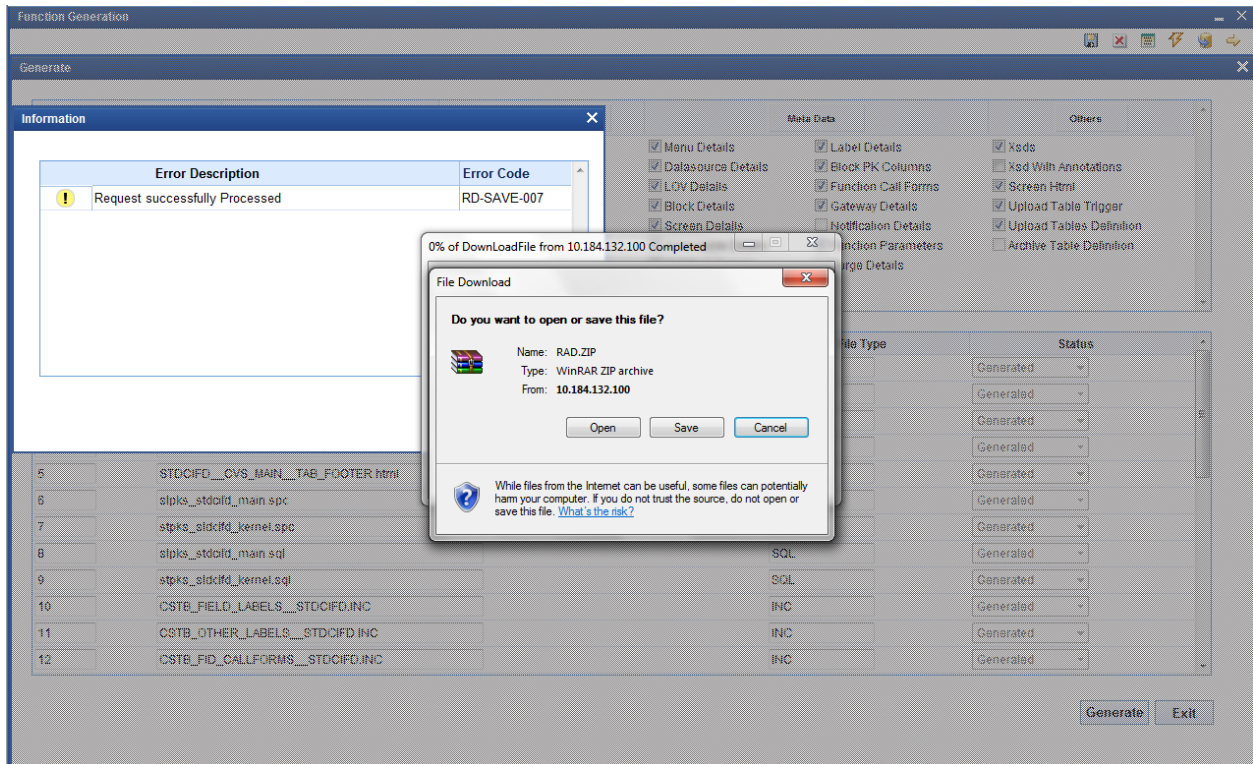 Function Generation
Generate
Information
Meta Data
Others
Menu Details
Label Details
Xsds
Datasource Details
Block PK Columns
Xsd With Annotations
LOV Details
Function Call Forms
Screen Html
Block Details
Gateway Details
Upload Table Trigger
Screen Details
Notification Details
Upload Tables Definition
unction Parameters
Archive Table Definition
urge Details
Error Description
Error Code
Request successfully Processed
RD-SAVE-007
0% of DownLoadFile from 10.184.132.100 Completed
File Download
Do you want to open or save this file?
Name: RAD.ZIP
Type: WinRAR ZIP archive
From: 10.184.132.100
Open
Save
Cancel
While files from the Internet can be useful, some files can potentially
harm your computer. If you do not trust the source, do not open or
save this file. What's the risk?
ile Type
Status
Generated
Generated
Generated
Generated
5 STDCIFD__CVS_MAIN__TAB_FOOTER.html Generated
6 stpks_stdcifd_main.spc Generated
7 stpks_stdcifd_kernel.spc Generated
8 stpks_stdcifd_main.sql SQL Generated
9 stpks_stdcifd_kernel.sql SQL Generated
10 CSTB_FIELD_LABELS__STDCIFD.INC INC Generated
11 CSTB_OTHER_LABELS__STDCIFD.INC INC Generated
12 CSTB_FID_CALLFORMS__STDCIFD.INC INC Generated
Generate
Exit